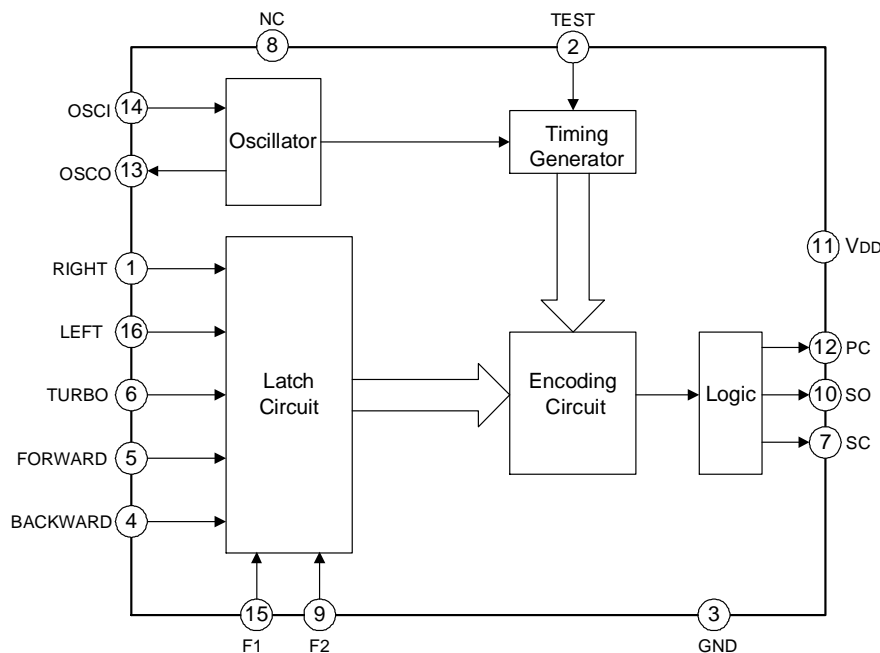 NC
8
TEST
2
OSCI
14
Oscillator
Timing
Generator
OSCO
13
RIGHT
1
11
VDD
LEFT
16
Latch
Circuit
Encoding
Circuit
Logic
12
PC
TURBO
6
10
SO
FORWARD
5
7
SC
BACKWARD
4
15
F1
9
F2
3
GND